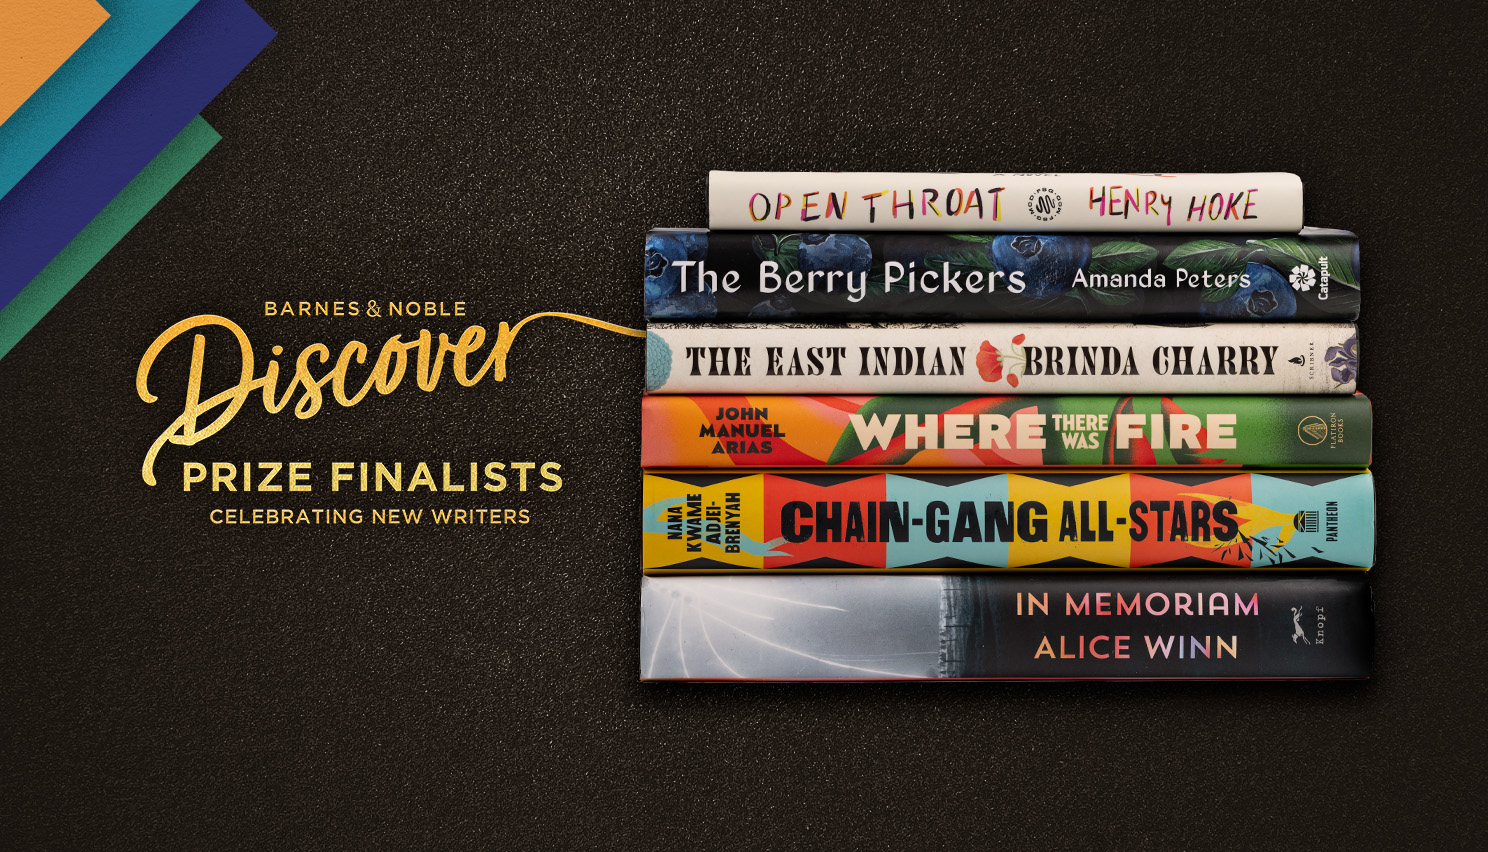 BARNES & NOBLE
Discover
PRIZE FINALISTS
CELEBRATING NEW WRITERS
OPEN THROAT HENRY HOKE
The Berry Pickers Amanda Peters Catapult
THE EAST INDIAN BRINDA CHARRY SCRIBNER
JOHN
MANUEL
ARIAS
WHERE THERE WAS FIRE
FLATIRON
BOOKS
NANA
KWAME
ADJEI-
BRENYAH
CHAIN-GANG ALL-STARS
PANTHEON
IN MEMORIAM
ALICE WINN
Knopf